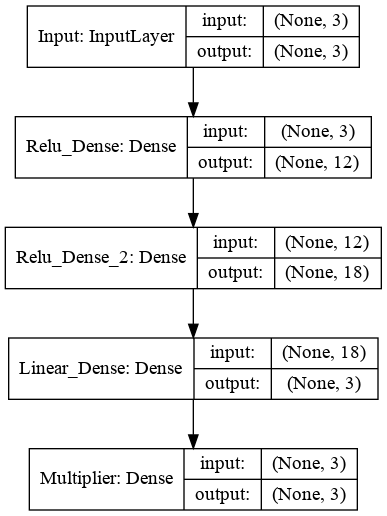 Input: InputLayer
input: (None, 3)
output: (None, 3)
Relu_Dense: Dense
input: (None, 3)
output: (None, 12)
Relu_Dense_2: Dense
input: (None, 12)
output: (None, 18)
Linear_Dense: Dense
input: (None, 18)
output: (None, 3)
Multiplier: Dense
input: (None, 3)
output: (None, 3)